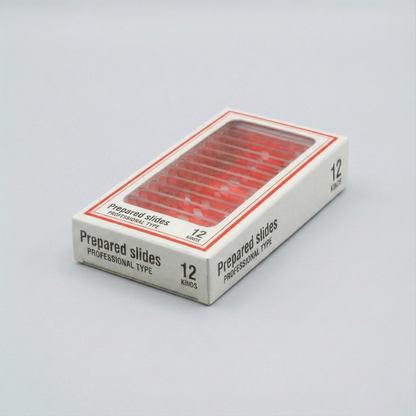 Prepared slides
PROFESSIONAL TYPE
12
KINDS
Prepared slides
PROFESSIONAL TYPE
12
KINDS
Prepared slides
PROFESSIONAL TYPE
12
KINDS